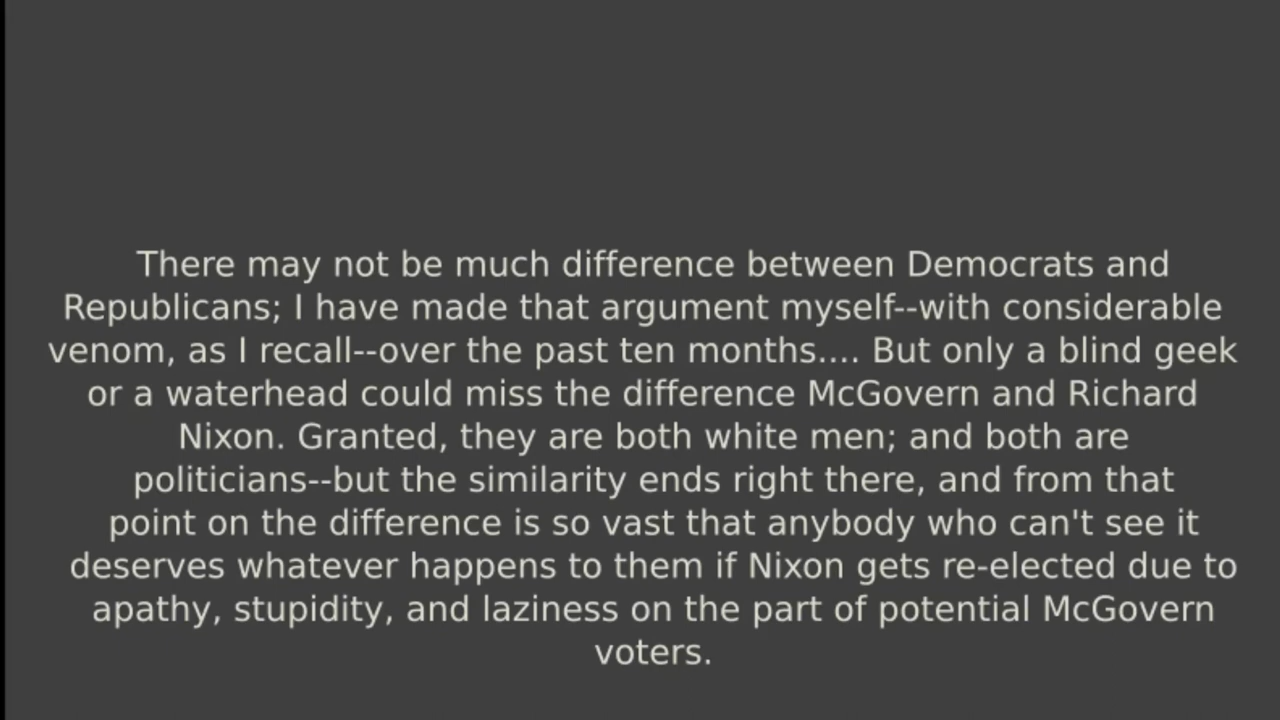 There may not be much difference between Democrats and
Republicans; I have made that argument myself--with considerable
venom, as I recall--over the past ten months.... But only a blind geek
or a waterhead could miss the difference McGovern and Richard
Nixon. Granted, they are both white men; and both are
politicians--but the similarity ends right there, and from that
point on the difference is so vast that anybody who can't see it
deserves whatever happens to them if Nixon gets re-elected due to
apathy, stupidity, and laziness on the part of potential McGovern
voters.